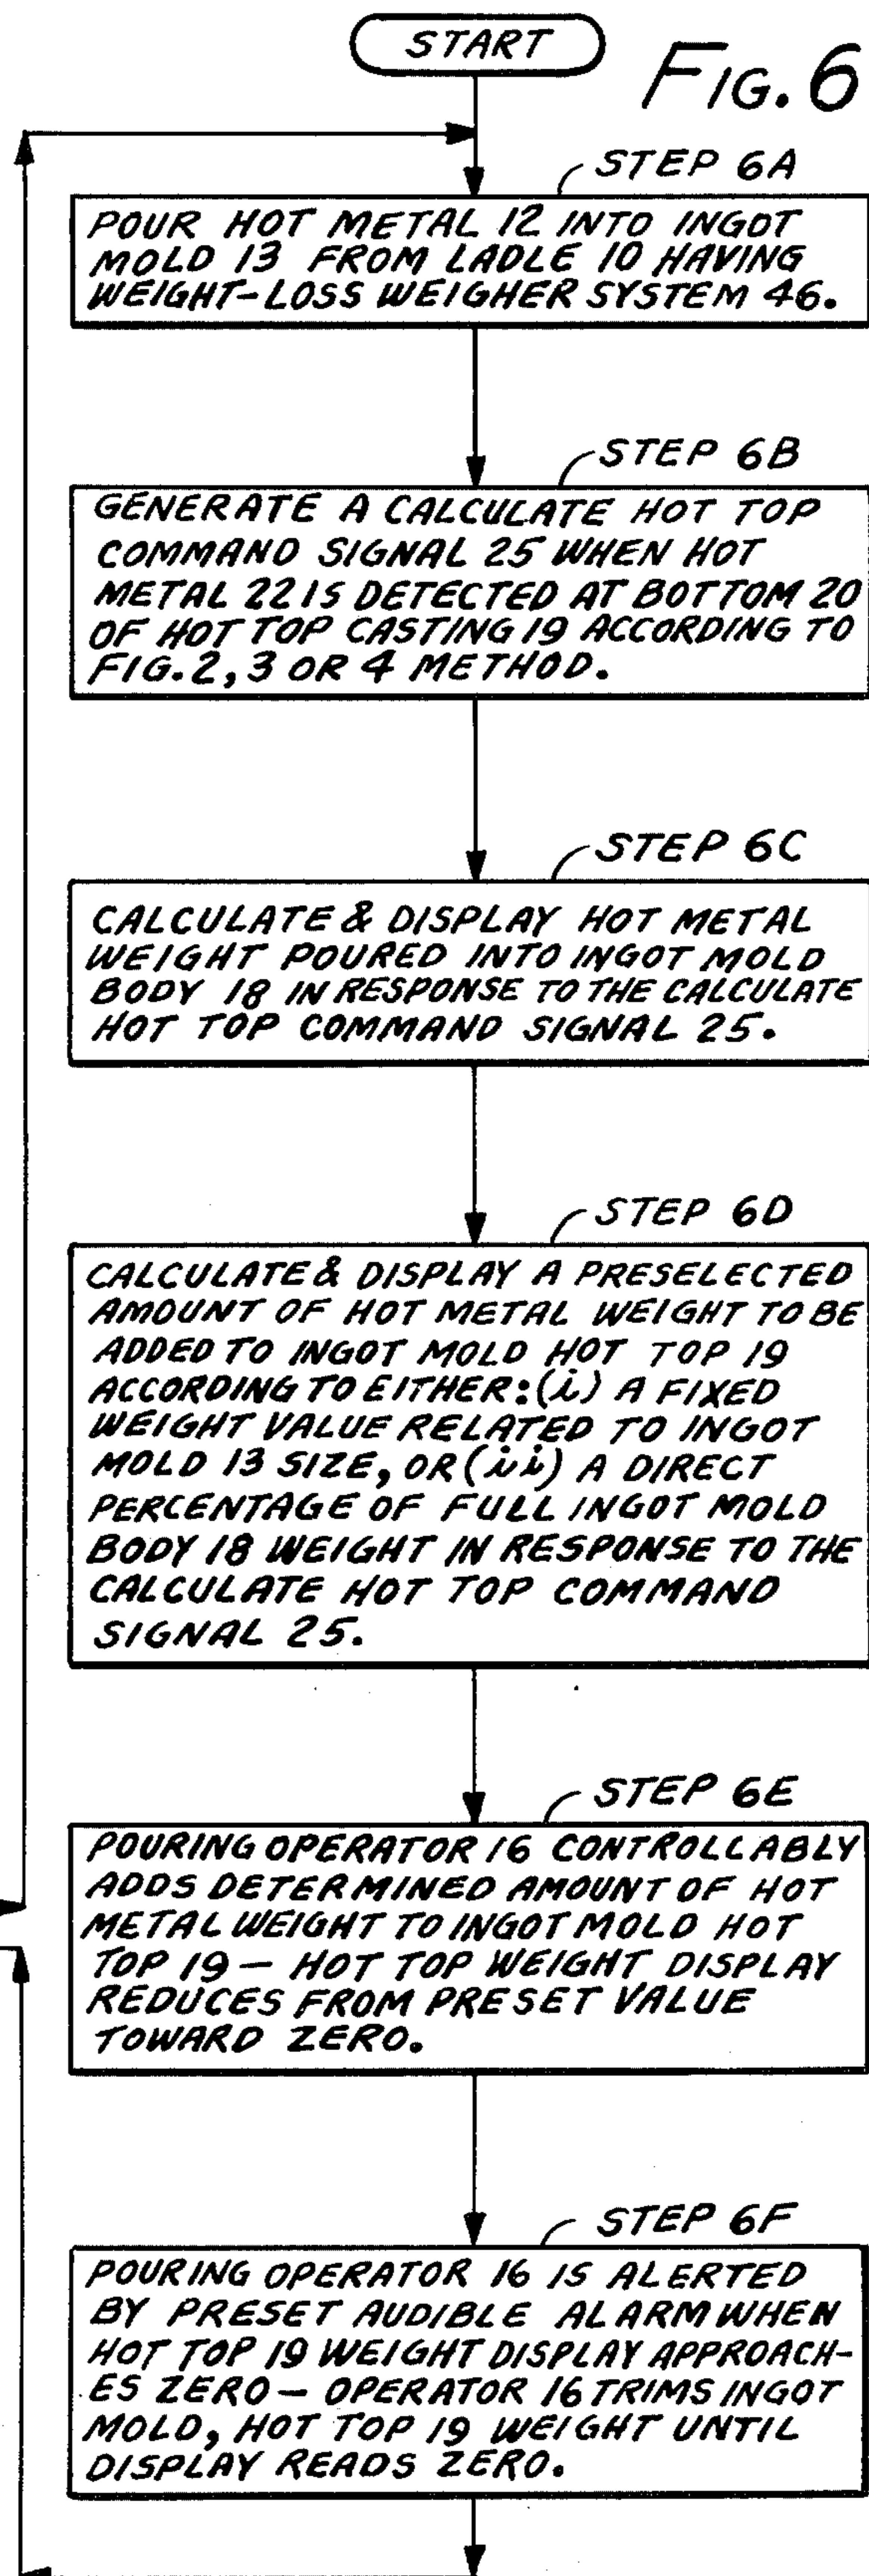 START
FIG. 6
STEP 6A
POUR HOT METAL 12 INTO INGOT
MOLD 13 FROM LADLE 10 HAVING
WEIGHT-LOSS WEIGHER SYSTEM 46.
STEP 6B
GENERATE A CALCULATE HOT TOP
COMMAND SIGNAL 25 WHEN HOT
METAL 22 IS DETECTED AT BOTTOM 20
OF HOT TOP CASTING 19 ACCORDING TO
FIG. 2, 3 OR 4 METHOD.
STEP 6C
CALCULATE & DISPLAY HOT METAL
WEIGHT POURED INTO INGOT MOLD
BODY 18 IN RESPONSE TO THE CALCULATE
HOT TOP COMMAND SIGNAL 25.
STEP 6D
CALCULATE & DISPLAY A PRESELECTED
AMOUNT OF HOT METAL WEIGHT TO BE
ADDED TO INGOT MOLD HOT TOP 19
ACCORDING TO EITHER: (i) A FIXED
WEIGHT VALUE RELATED TO INGOT
MOLD 13 SIZE, OR (ii) A DIRECT
PERCENTAGE OF FULL INGOT MOLD
BODY 18 WEIGHT IN RESPONSE TO THE
CALCULATE HOT TOP COMMAND
SIGNAL 25.
STEP 6E
POURING OPERATOR 16 CONTROLLABLY
ADDS DETERMINED AMOUNT OF HOT
METAL WEIGHT TO INGOT MOLD HOT
TOP 19 — HOT TOP WEIGHT DISPLAY
REDUCES FROM PRESET VALUE
TOWARD ZERO.
STEP 6F
POURING OPERATOR 16 IS ALERTED
BY PRESET AUDIBLE ALARM WHEN
HOT TOP 19 WEIGHT DISPLAY APPROACH-
ES ZERO — OPERATOR 16 TRIMS INGOT
MOLD, HOT TOP 19 WEIGHT UNTIL
DISPLAY READS ZERO.